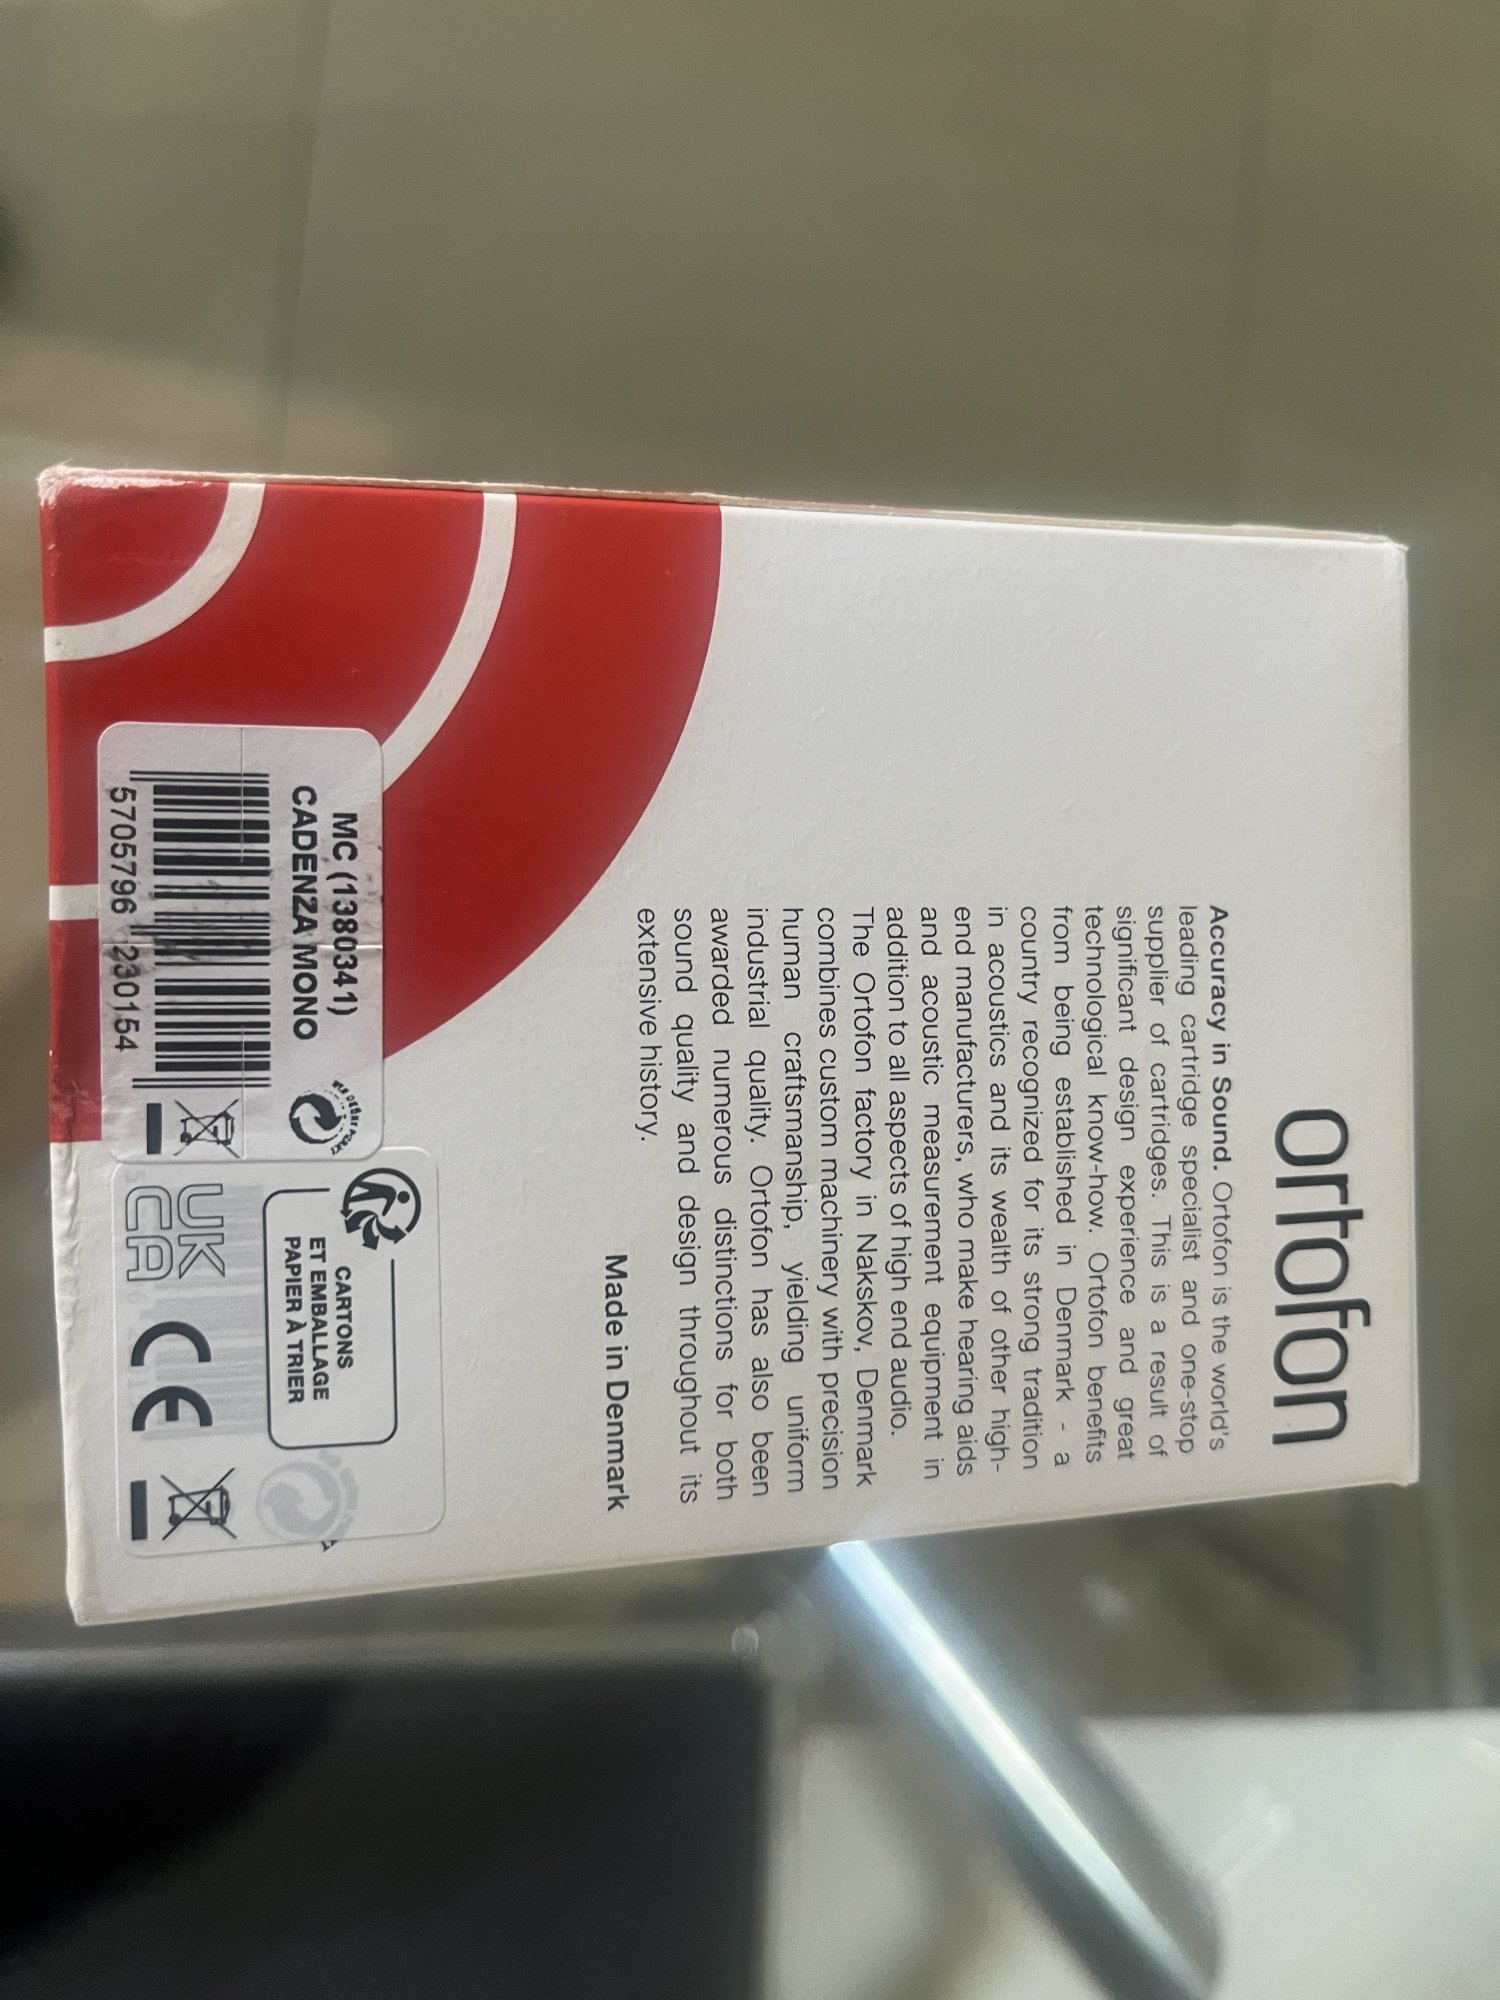 ortofon
Accuracy in Sound. Ortofon is the world's
leading cartridge specialist and one-stop
supplier of cartridges. This is a result of
significant design experience and great
technological know-how. Ortofon benefits
from being established in Denmark - a
country recognized for its strong tradition
in acoustics and its wealth of other high-
end manufacturers, who make hearing aids
and acoustic measurement equipment in
addition to all aspects of high end audio.
The Ortofon factory in Nakskov, Denmark
combines custom machinery with precision
human craftsmanship, yielding uniform
industrial quality. Ortofon has also been
awarded numerous distinctions for both
sound quality and design throughout its
extensive history.
Made in Denmark
MC (1380341)
CADENZA MONO
5705796 230154
CARTONS
ET EMBALLAGE
PAPIER À TRIER
UK
CA
CE